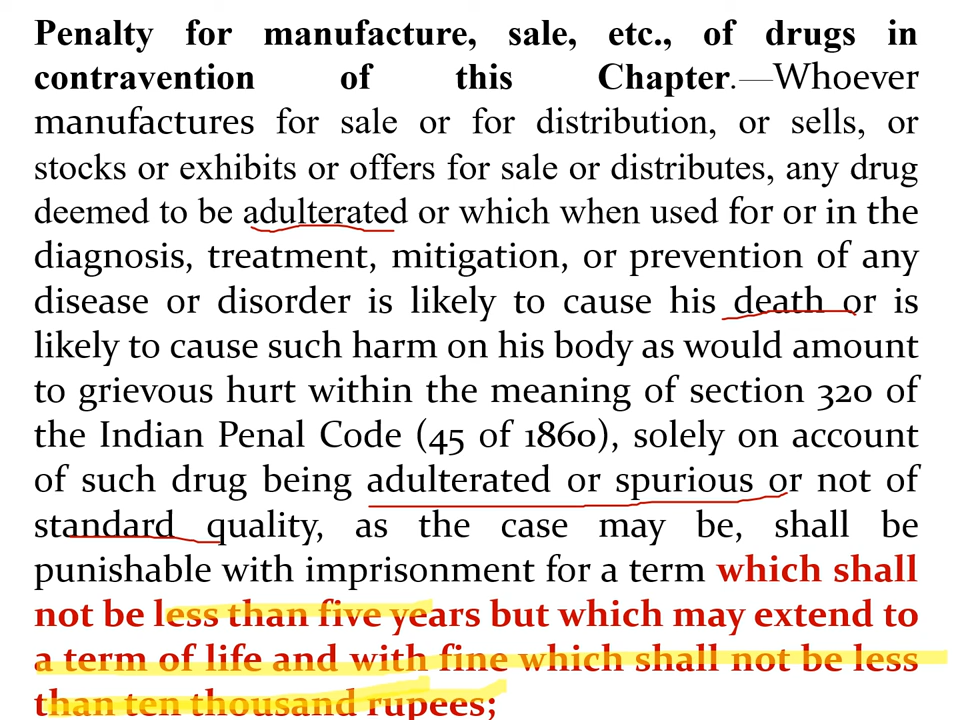 Penalty for manufacture, sale, etc., of drugs in
contravention of this Chapter.—Whoever
manufactures for sale or for distribution, or sells, or
stocks or exhibits or offers for sale or distributes, any drug
deemed to be adulterated or which when used for or in the
diagnosis, treatment, mitigation, or prevention of any
disease or disorder is likely to cause his death or is
likely to cause such harm on his body as would amount
to grievous hurt within the meaning of section 320 of
the Indian Penal Code (45 of 1860), solely on account
of such drug being adulterated or spurious or not of
standard quality, as the case may be, shall be
punishable with imprisonment for a term which shall
not be less than five years but which may extend to
a term of life and with fine which shall not be less
than ten thousand rupees;